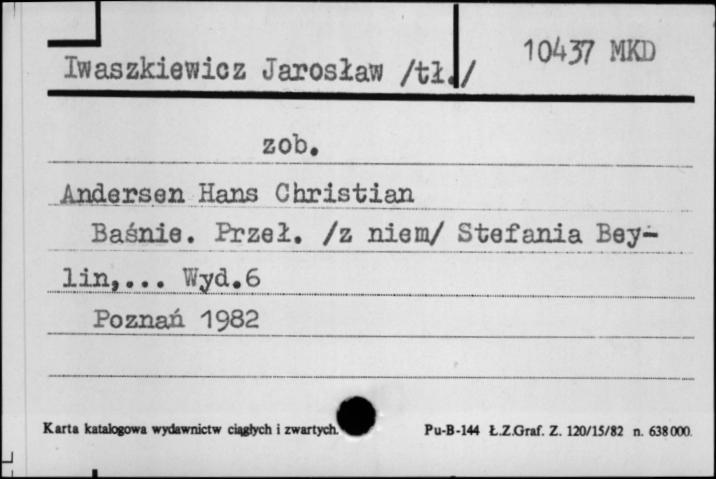 10437 MKD
Iwaszkiewicz Jarosław /tł./
zob.
Andersen Hans Christian
Baśnie. Przeł. /z niem/ Stefania Bey-
lin,... Wyd.6
Poznań 1982
Karta katalogowa wydawnictw ciągłych i zwartych. Pu-B-144 Ł.Z.Graf. Z. 120/15/82 n. 638000.